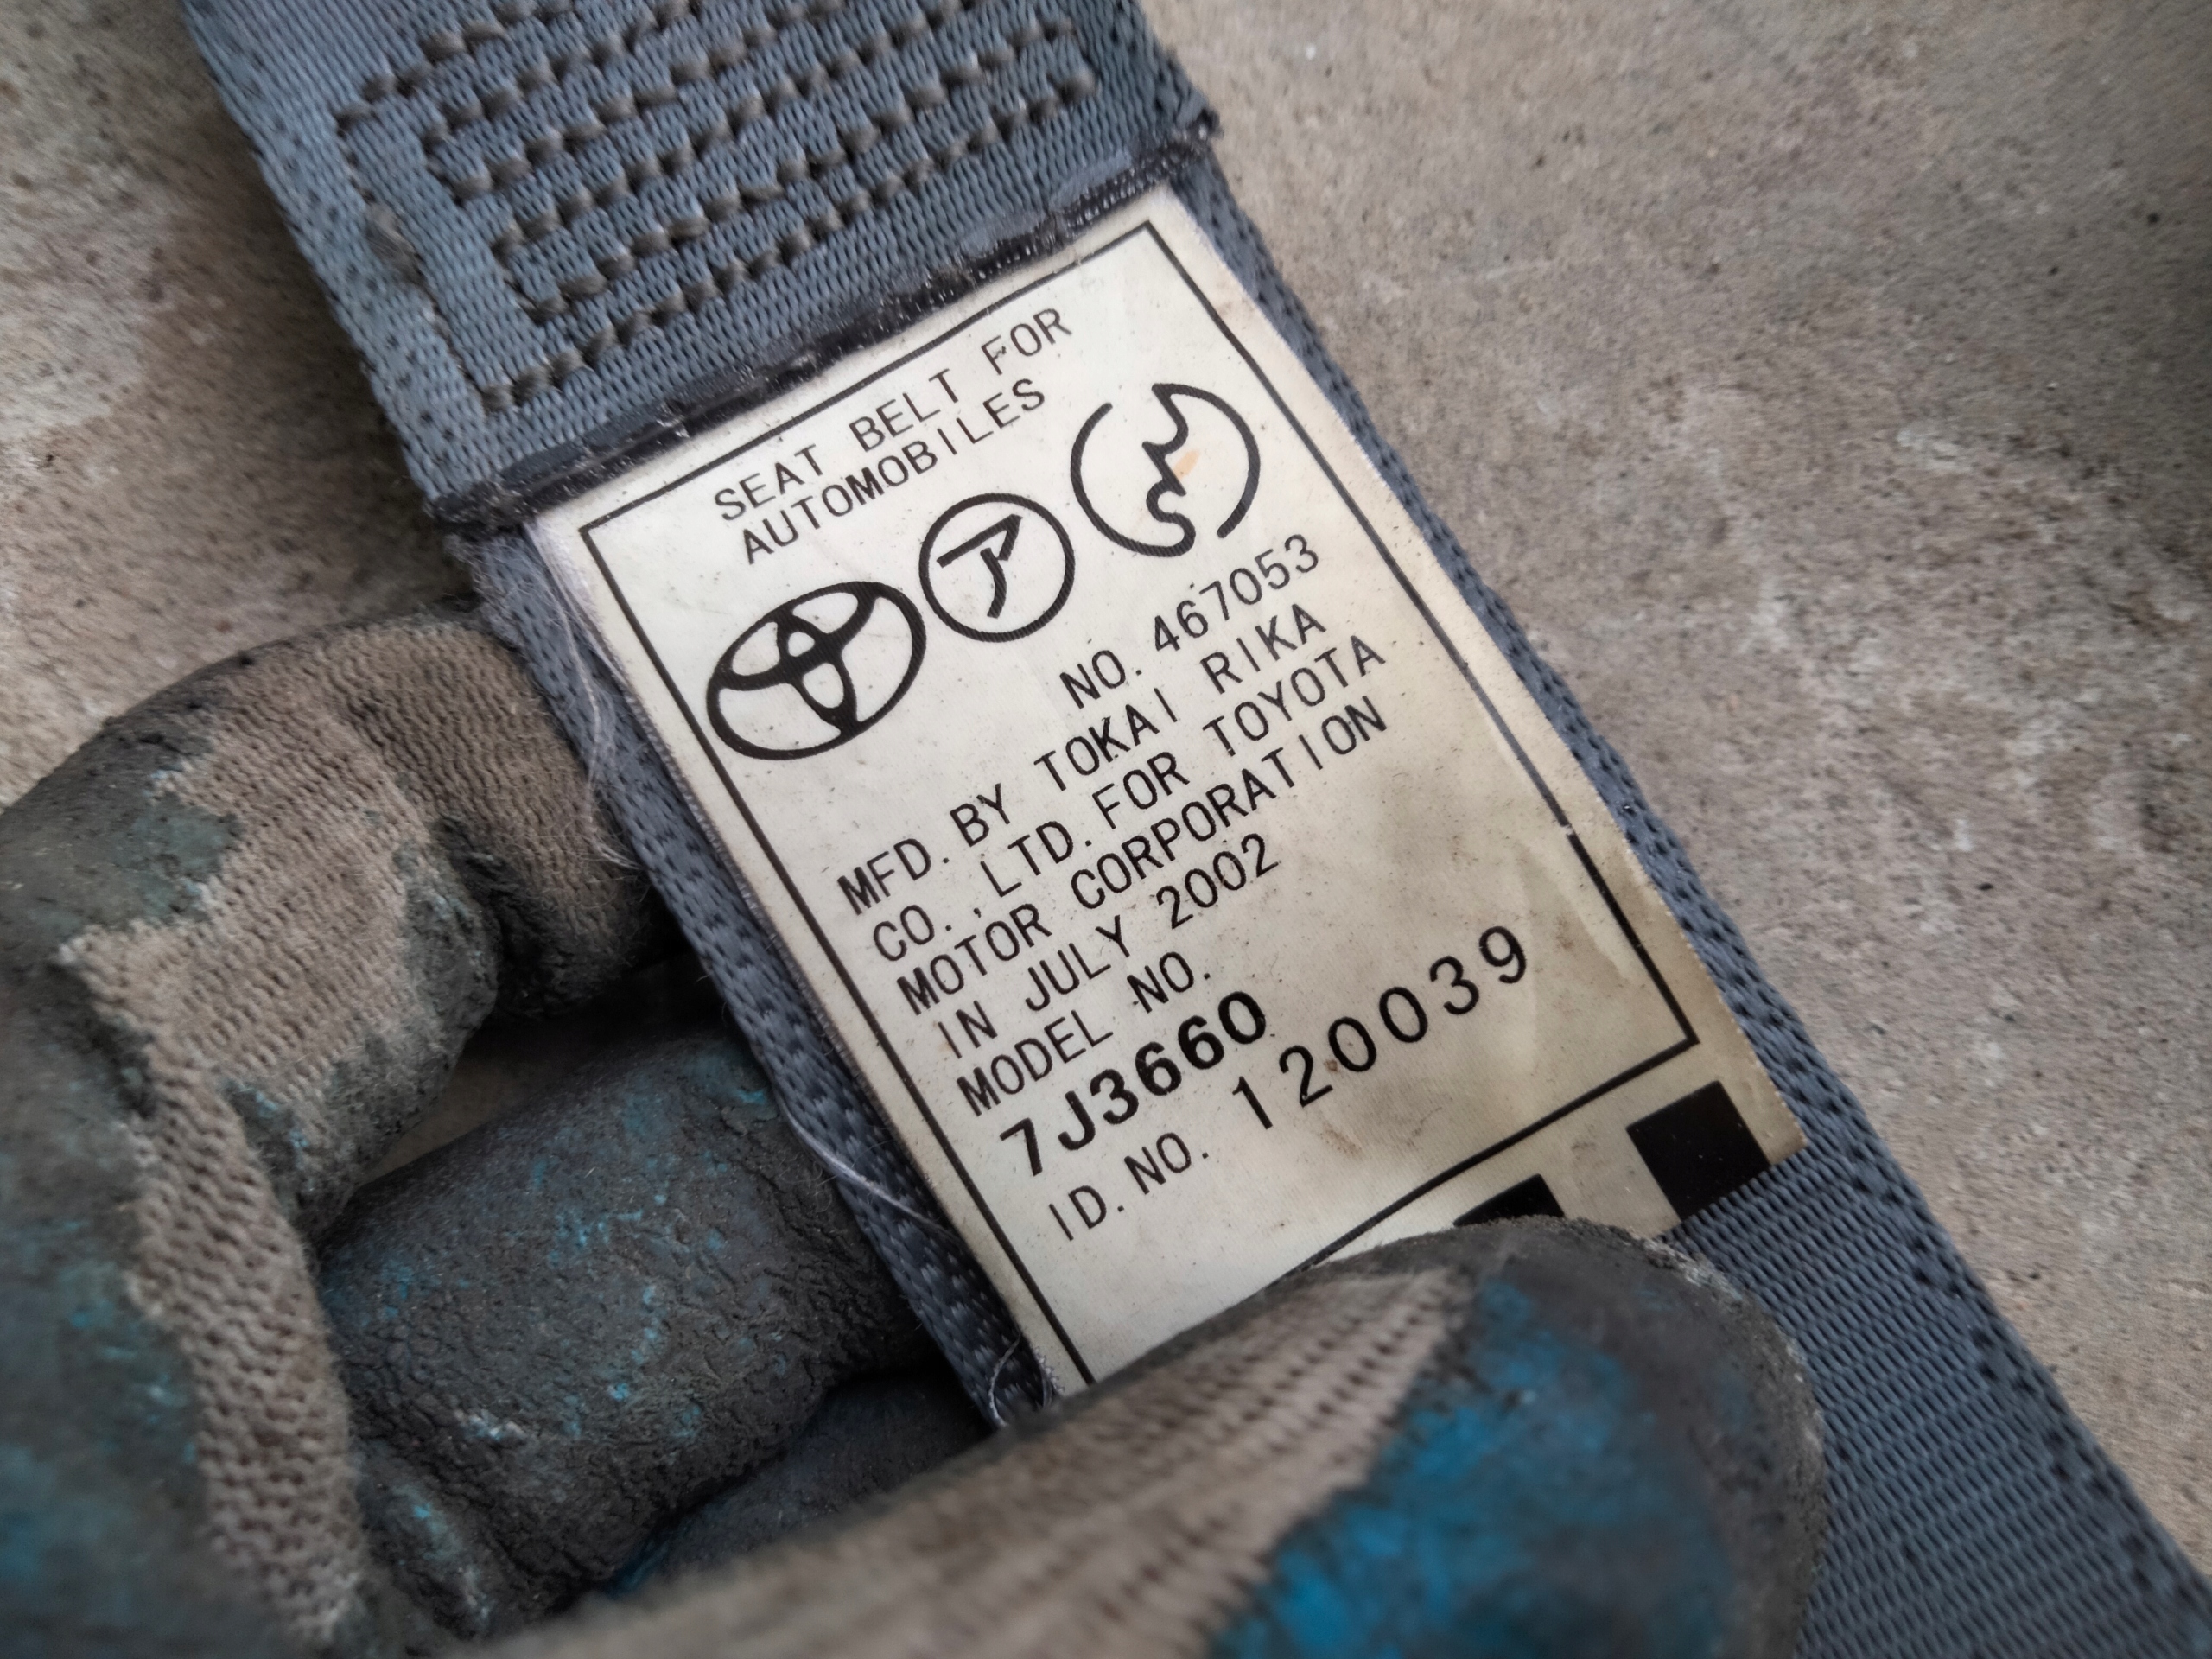 SEAT BELT FOR
AUTOMOBILES
ア
NO. 467053
MFD. BY TOKAI RIKA
CO. ,LTD. FOR TOYOTA
MOTOR CORPORATION
IN JULY 2002
MODEL NO.
7J3660
ID. NO. 120039